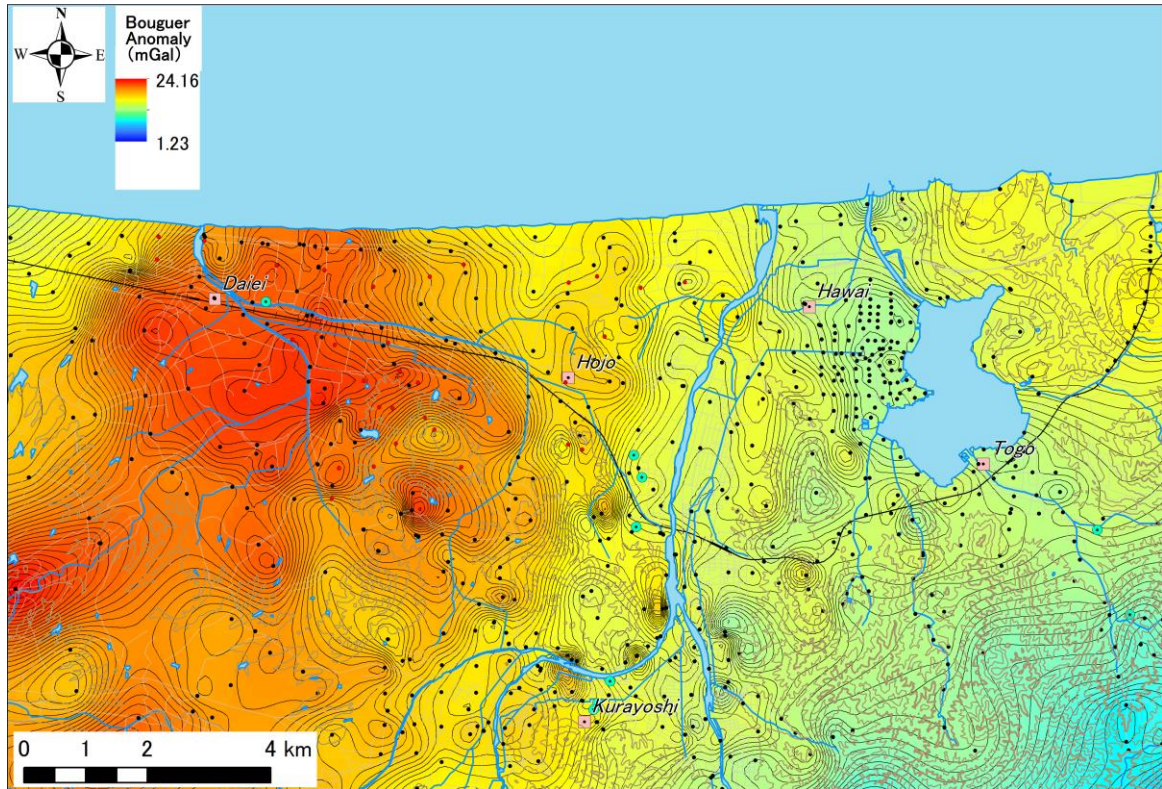 N
W E
S
Bouguer
Anomaly
(mGal)
24.16
1.23
Daiei
Hawai
Hojo
Togo
Kurayoshi
0 1 2 4 km